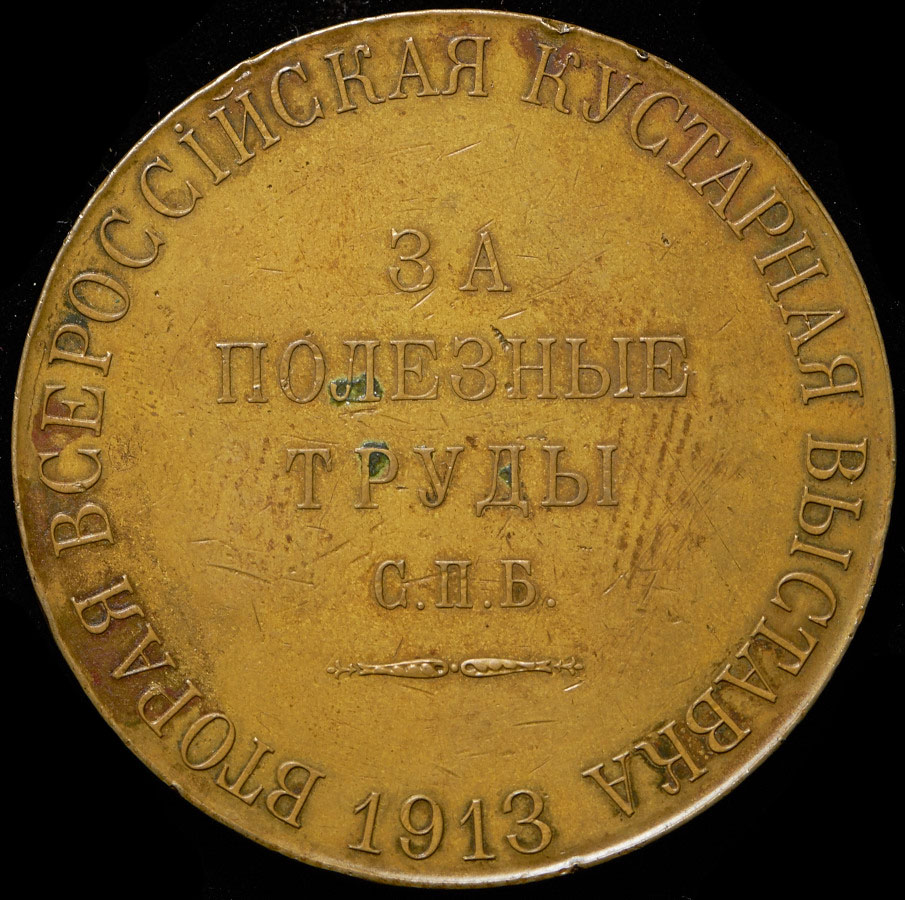 ВТОРАЯ ВСЕРОССІЙСКАЯ КУСТАРНАЯ ВЫСТАВКА
ЗА
ПОЛЕЗНЫЕ
ТРУДЫ
С.П.Б.
1913